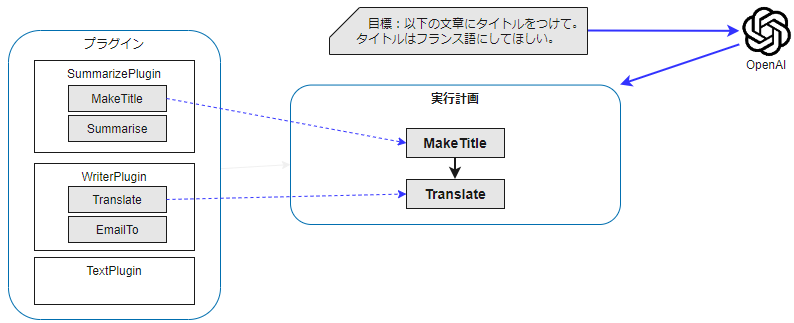 目標：以下の文章にタイトルをつけて。
タイトルはフランス語にしてほしい。
OpenAI
プラグイン
SummarizePlugin
MakeTitle
Summarise
WriterPlugin
Translate
EmailTo
TextPlugin
実行計画
MakeTitle
Translate